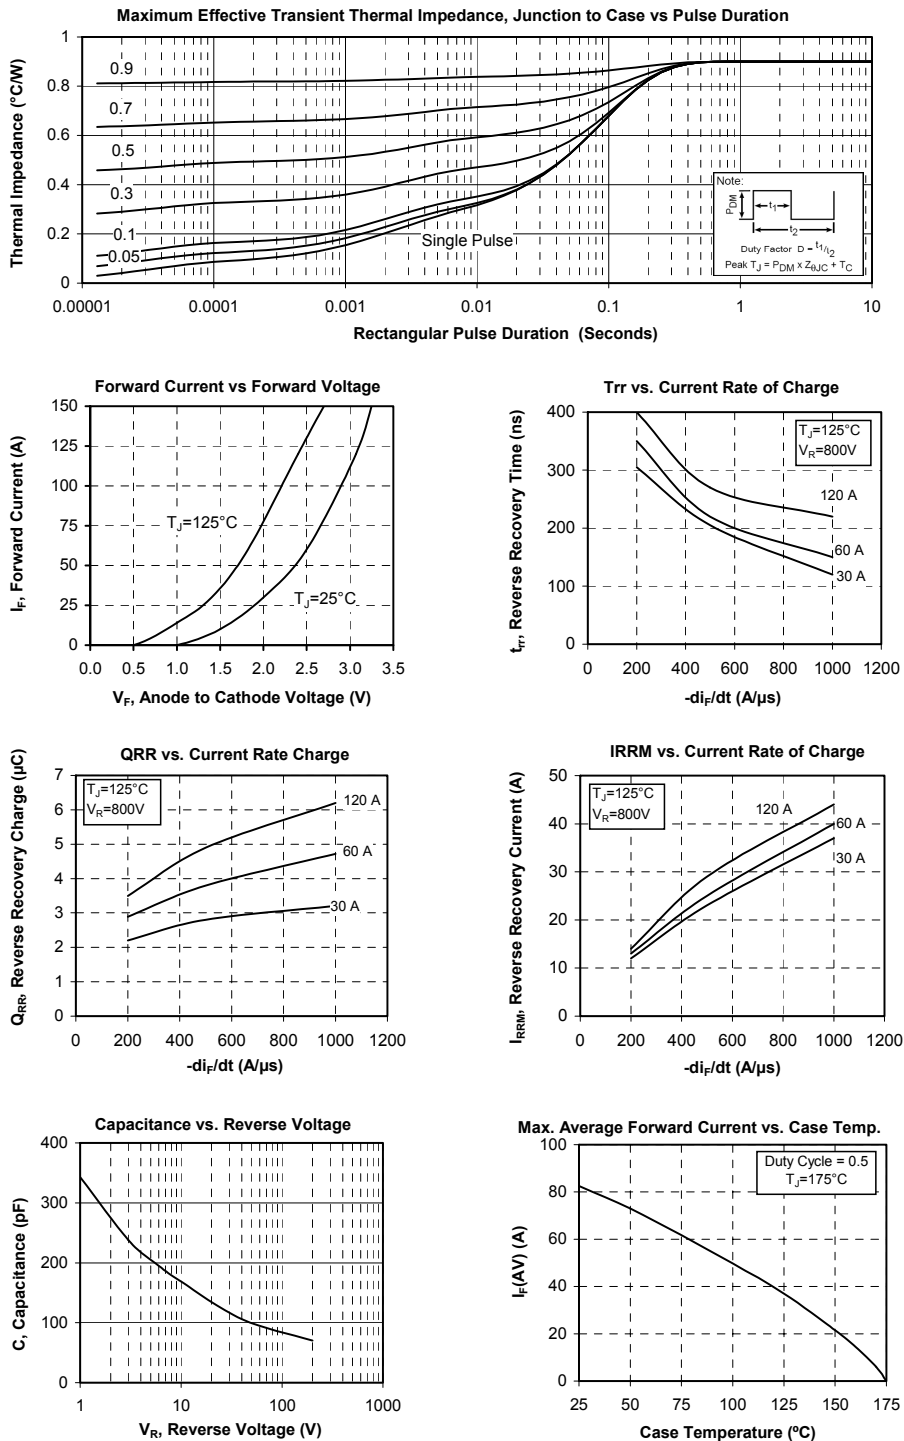 Maximum Effective Transient Thermal Impedance, Junction to Case vs Pulse Duration
Thermal Impedance (°C/W)
1
0.8
0.6
0.4
0.2
0
0.9
0.7
0.5
0.3
0.1
0.05
Single Pulse
Note:
PDM
t1
t2
Duty Factor D = t1/t2
Peak TJ = PDM x ZθJC + TC
0.00001 0.0001 0.001 0.01 0.1 1 10
Rectangular Pulse Duration (Seconds)
Forward Current vs Forward Voltage
IF, Forward Current (A)
150
125
100
75
50
25
0
TJ=125°C
TJ=25°C
0.0 0.5 1.0 1.5 2.0 2.5 3.0 3.5
VF, Anode to Cathode Voltage (V)
Trr vs. Current Rate of Charge
trr, Reverse Recovery Time (ns)
400
300
200
100
0
TJ=125°C
VR=800V
120 A
60 A
30 A
0 200 400 600 800 1000 1200
-diF/dt (A/µs)
QRR vs. Current Rate Charge
QRR, Reverse Recovery Charge (µC)
7
6
5
4
3
2
1
0
TJ=125°C
VR=800V
120 A
60 A
30 A
0 200 400 600 800 1000 1200
-diF/dt (A/µs)
IRRM vs. Current Rate of Charge
IRRM, Reverse Recovery Current (A)
50
40
30
20
10
0
TJ=125°C
VR=800V
120 A
60 A
30 A
0 200 400 600 800 1000 1200
-diF/dt (A/µs)
Capacitance vs. Reverse Voltage
C, Capacitance (pF)
400
300
200
100
0
1 10 100 1000
VR, Reverse Voltage (V)
Max. Average Forward Current vs. Case Temp.
IF(AV) (A)
100
80
60
40
20
0
Duty Cycle = 0.5
TJ=175°C
25 50 75 100 125 150 175
Case Temperature (ºC)